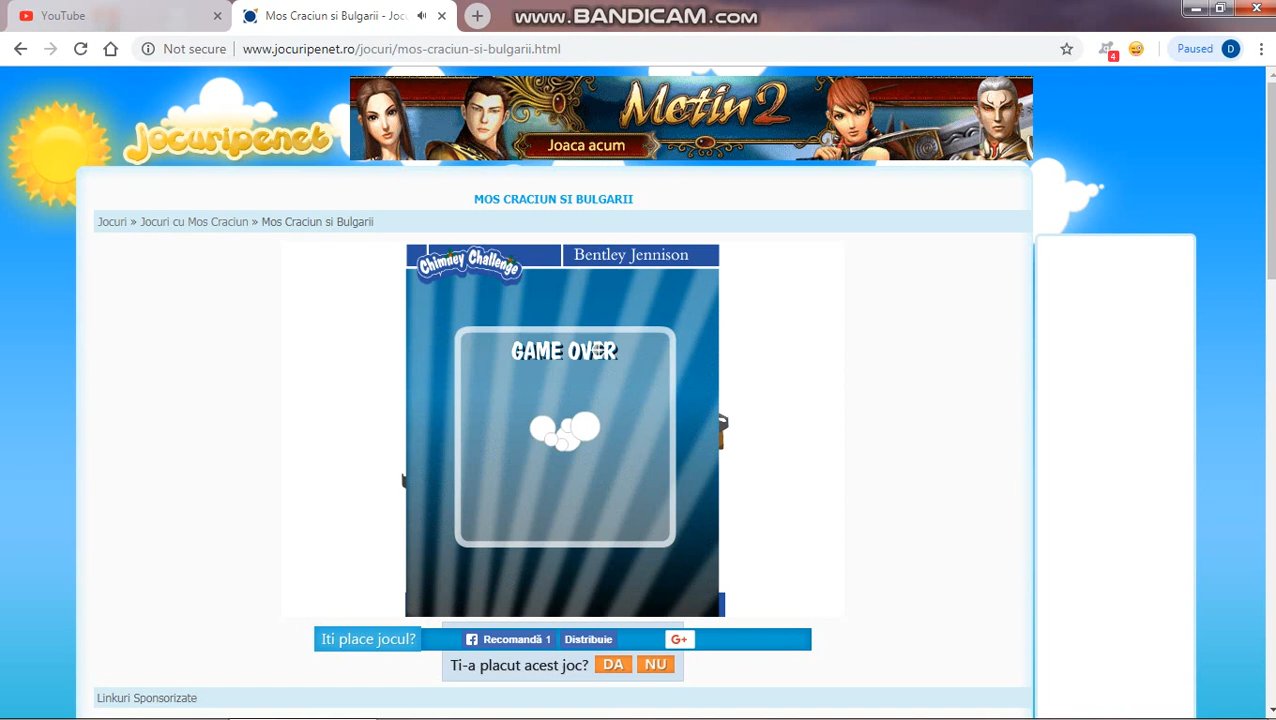 YouTube
Mos Craciun si Bulgarii - Jocu
www.BANDICAM.com
Not secure
www.jocuripenet.ro/jocuri/mos-craciun-si-bulgarii.html
4
Paused
D
Jocuripenet
Metin2
Joaca acum
MOS CRACIUN SI BULGARII
Jocuri » Jocuri cu Mos Craciun » Mos Craciun si Bulgarii
Chimney Challenge
Bentley Jennison
GAME OVER
Iti place jocul?
Recomandă 1
Distribuie
G+
Ti-a placut acest joc?
DA
NU
Linkuri Sponsorizate